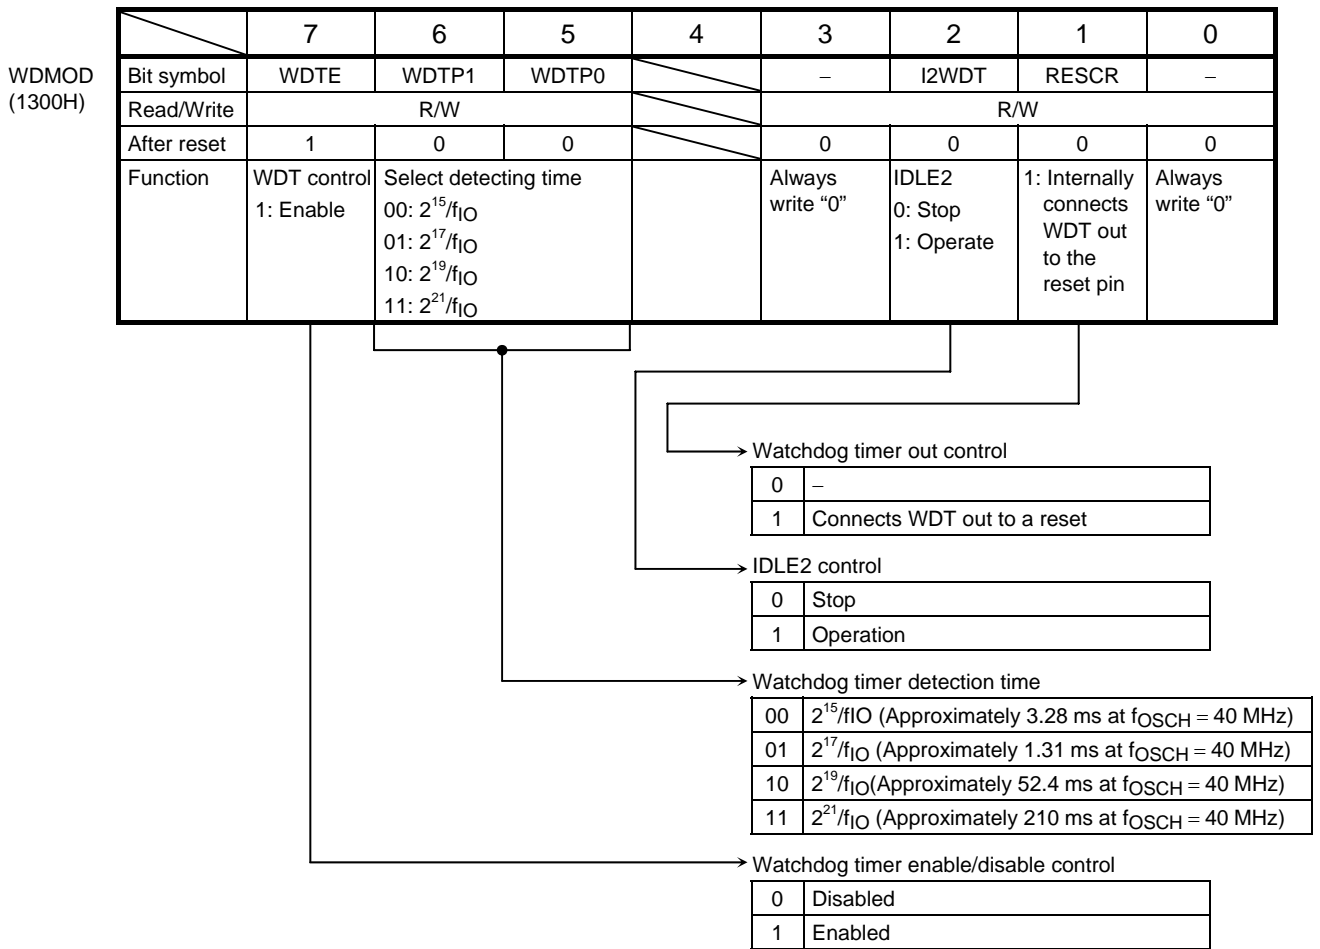 7 6 5 4 3 2 1 0
WDMOD (1300H)
Bit symbol WDTE WDTP1 WDTP0 – I2WDT RESCR –
Read/Write R/W R/W
After reset 1 0 0 0 0 0 0
Function
WDT control
1: Enable
Select detecting time
00: 2^15/fIO
01: 2^17/fIO
10: 2^19/fIO
11: 2^21/fIO
Always
write “0”
IDLE2
0: Stop
1: Operate
1: Internally
connects
WDT out
to the
reset pin
Always
write “0”
Watchdog timer out control
0 –
1 Connects WDT out to a reset
IDLE2 control
0 Stop
1 Operation
Watchdog timer detection time
00 2^15/fIO (Approximately 3.28 ms at fOSCH = 40 MHz)
01 2^17/fIO (Approximately 1.31 ms at fOSCH = 40 MHz)
10 2^19/fIO(Approximately 52.4 ms at fOSCH = 40 MHz)
11 2^21/fIO (Approximately 210 ms at fOSCH = 40 MHz)
Watchdog timer enable/disable control
0 Disabled
1 Enabled